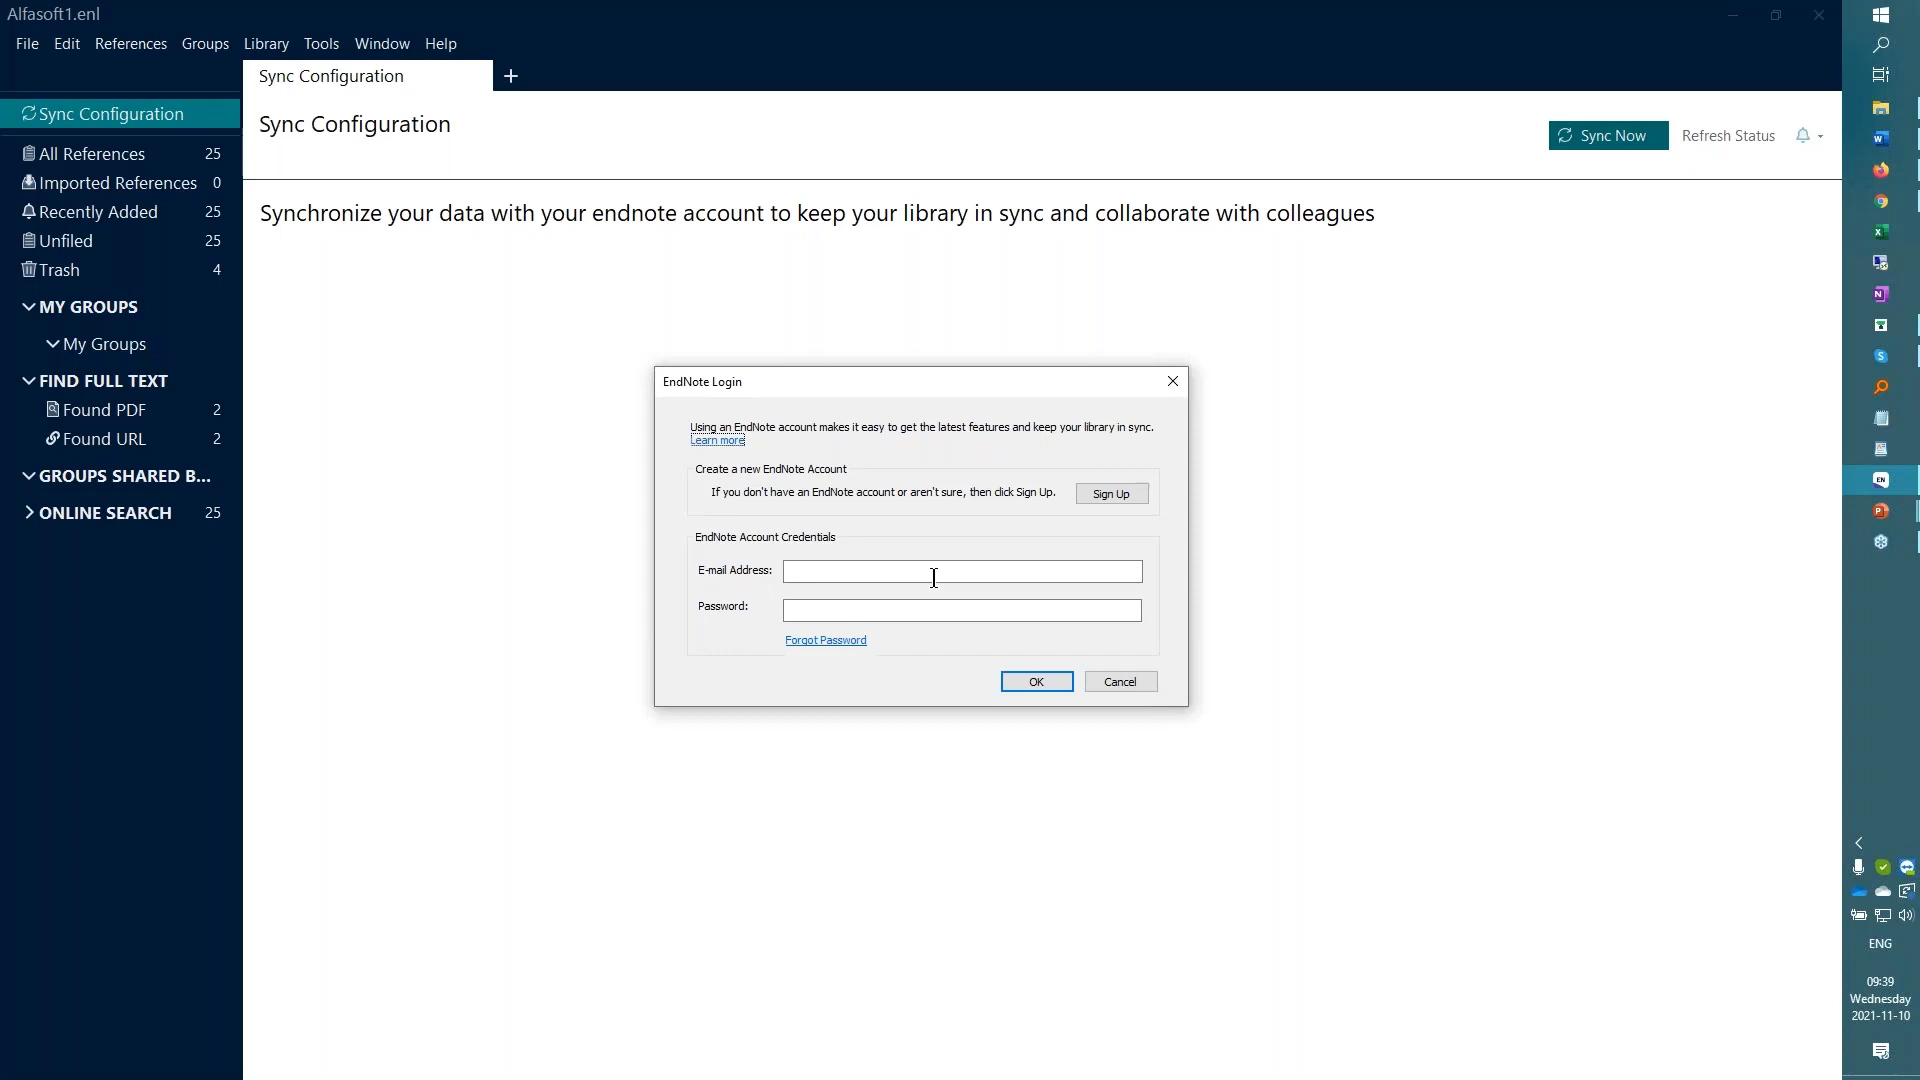 Alfasoft1.enl
File Edit References Groups Library Tools Window Help
Sync Configuration
Sync Configuration
All References 25
Imported References 0
Recently Added 25
Unfiled 25
Trash 4
MY GROUPS
My Groups
FIND FULL TEXT
Found PDF 2
Found URL 2
GROUPS SHARED B...
ONLINE SEARCH 25
Sync Configuration
Sync Now Refresh Status
Synchronize your data with your endnote account to keep your library in sync and collaborate with colleagues
EndNote Login
Using an EndNote account makes it easy to get the latest features and keep your library in sync.
Learn more
Create a new EndNote Account
If you don't have an EndNote account or aren't sure, then click Sign Up. Sign Up
EndNote Account Credentials
E-mail Address:
Password:
Forgot Password
OK Cancel
EN
ENG
09:39
Wednesday
2021-11-10